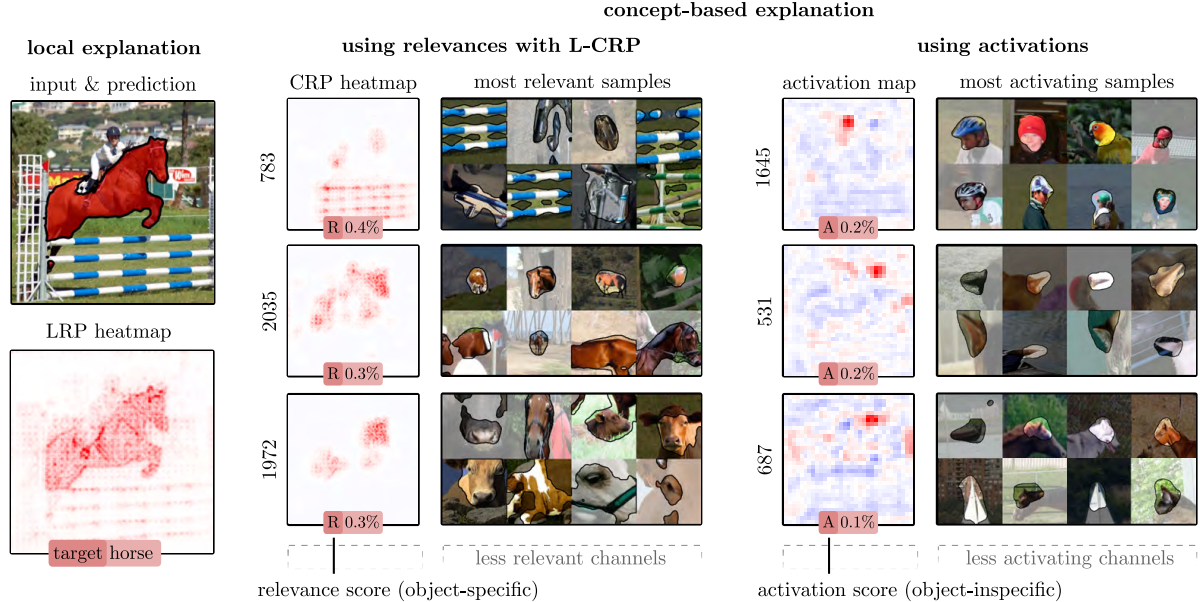 concept-based explanation
local explanation
using relevances with L-CRP
using activations
input & prediction
CRP heatmap
most relevant samples
activation map
most activating samples
783
R 0.4%
1645
A 0.2%
2035
R 0.3%
531
A 0.2%
LRP heatmap
target horse
1972
R 0.3%
687
A 0.1%
less relevant channels
less activating channels
relevance score (object-specific)
activation score (object-inspecific)